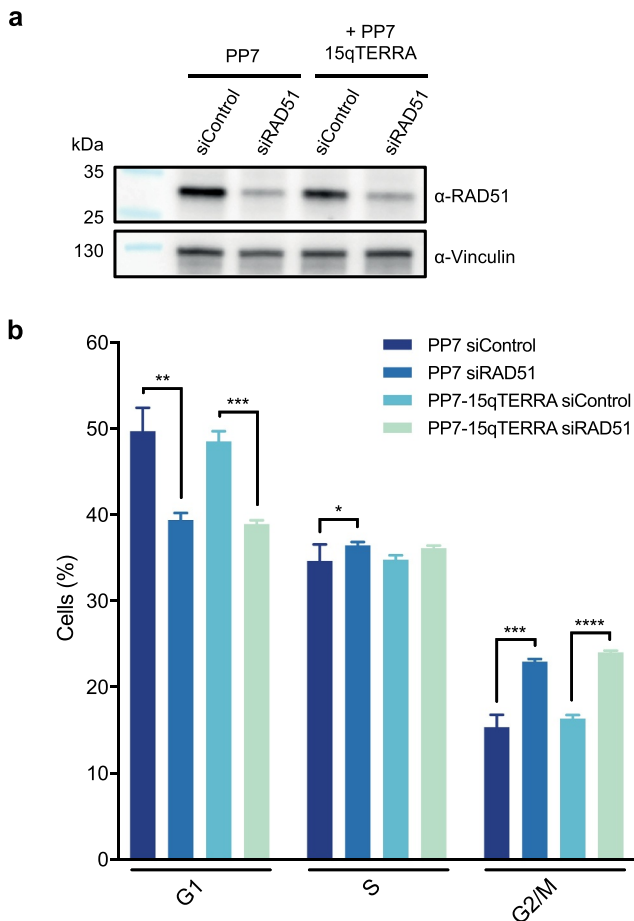 a
PP7
+ PP7
15qTERRA
siControl
siRAD51
siControl
siRAD51
kDa
35
25
α-RAD51
130
α-Vinculin
b
60
50
40
30
20
10
0
Cells (%)
PP7 siControl
PP7 siRAD51
PP7-15qTERRA siControl
PP7-15qTERRA siRAD51
**
***
*
***
****
G1
S
G2/M